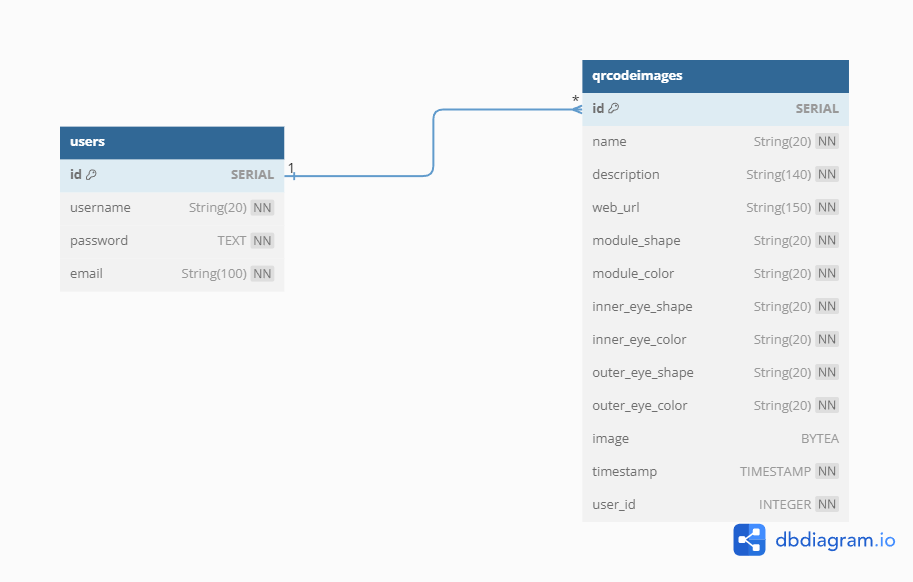 users
id SERIAL
username String(20) NN
password TEXT NN
email String(100) NN
1
*
qrcodeimages
id SERIAL
name String(20) NN
description String(140) NN
web_url String(150) NN
module_shape String(20) NN
module_color String(20) NN
inner_eye_shape String(20) NN
inner_eye_color String(20) NN
outer_eye_shape String(20) NN
outer_eye_color String(20) NN
image BYTEA
timestamp TIMESTAMP NN
user_id INTEGER NN
dbdiagram.io